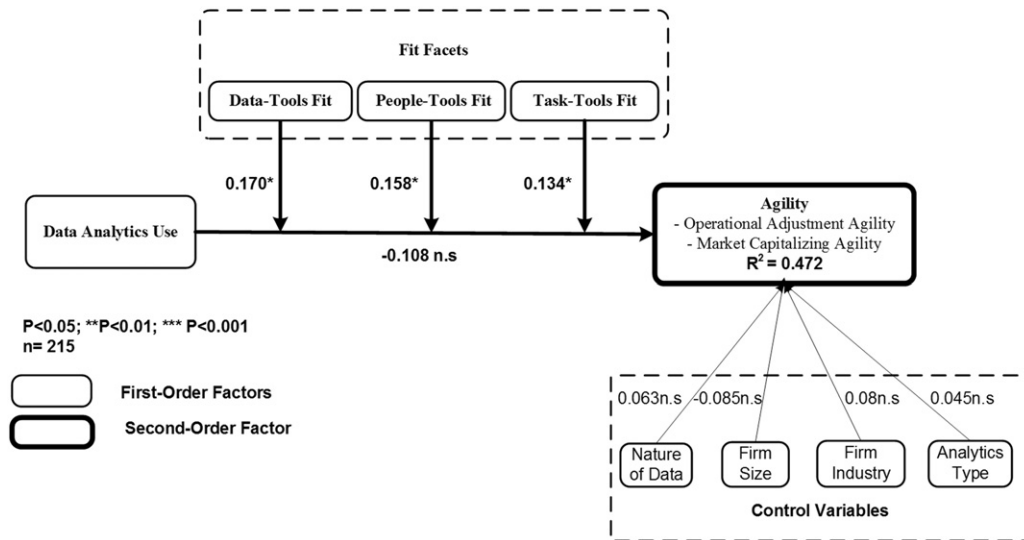 Fit Facets
Data-Tools Fit
People-Tools Fit
Task-Tools Fit
0.170*
0.158*
0.134*
Data Analytics Use
-0.108 n.s
Agility
- Operational Adjustment Agility
- Market Capitalizing Agility
R² = 0.472
P<0.05; **P<0.01; *** P<0.001
n= 215
First-Order Factors
Second-Order Factor
0.063n.s
-0.085n.s
0.08n.s
0.045n.s
Nature
of Data
Firm
Size
Firm
Industry
Analytics
Type
Control Variables